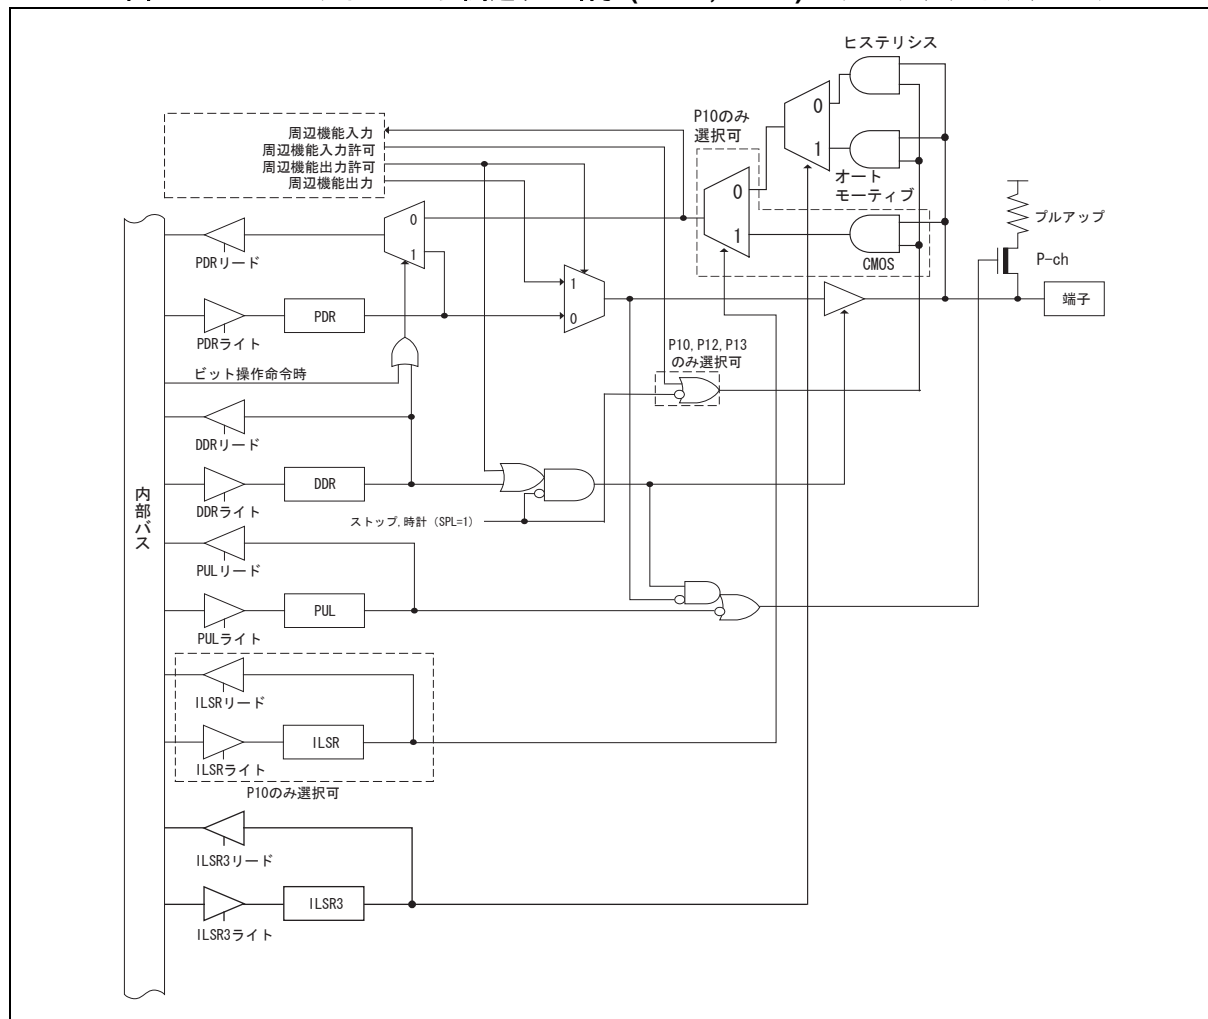 ヒステリシス
0
1
P10のみ
選択可
オート
モーティブ
0
1
CMOS
周辺機能入力
周辺機能入力許可
周辺機能出力許可
周辺機能出力
プルアップ
P-ch
端子
0
1
PDRリード
1
0
PDR
PDRライト
P10, P12, P13
のみ選択可
ビット操作命令時
DDRリード
DDR
DDRライト
内部バス
ストップ, 時計 (SPL=1)
PULリード
PUL
PULライト
ILSRリード
ILSR
ILSRライト
P10のみ選択可
ILSR3リード
ILSR3
ILSR3ライト